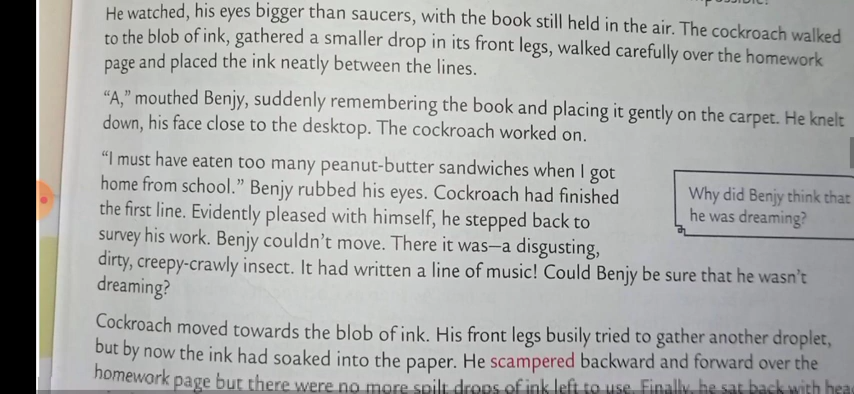 He watched, his eyes bigger than saucers, with the book still held in the air. The cockroach walked
to the blob of ink, gathered a smaller drop in its front legs, walked carefully over the homework
page and placed the ink neatly between the lines.
“A,” mouthed Benjy, suddenly remembering the book and placing it gently on the carpet. He knelt
down, his face close to the desktop. The cockroach worked on.
“I must have eaten too many peanut-butter sandwiches when I got
home from school.” Benjy rubbed his eyes. Cockroach had finished
the first line. Evidently pleased with himself, he stepped back to
survey his work. Benjy couldn’t move. There it was—a disgusting,
dirty, creepy-crawly insect. It had written a line of music! Could Benjy be sure that he wasn’t
dreaming?
Why did Benjy think that
he was dreaming?
Cockroach moved towards the blob of ink. His front legs busily tried to gather another droplet,
but by now the ink had soaked into the paper. He scampered backward and forward over the
homework page but there were no more spilt drops of ink left to use. Finally, he sat back with